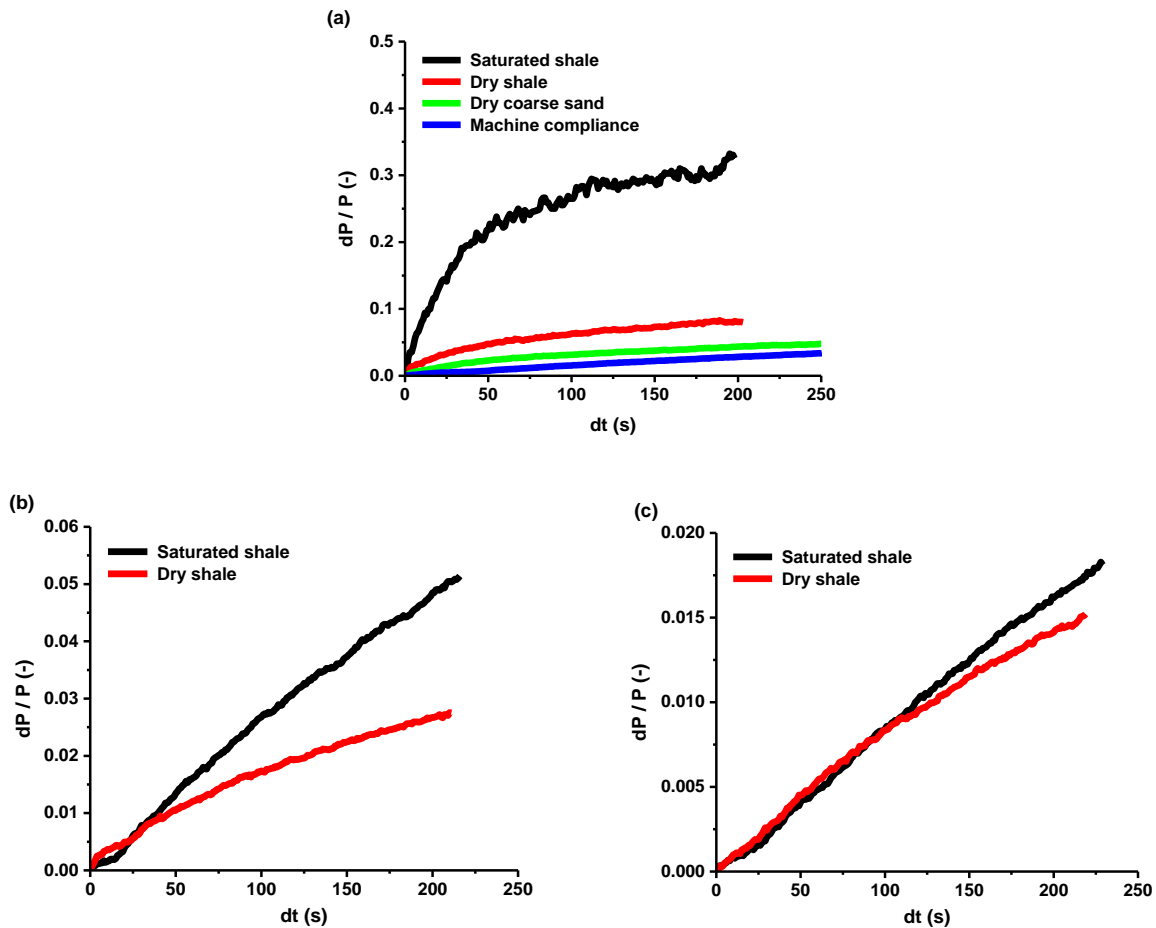 (a)
0.5
0.4
0.3
0.2
0.1
0.0
dP / P (-)
Saturated shale
Dry shale
Dry coarse sand
Machine compliance
0 50 100 150 200 250
dt (s)
(b)
0.06
0.05
0.04
0.03
0.02
0.01
0.00
dP / P (-)
Saturated shale
Dry shale
0 50 100 150 200 250
dt (s)
(c)
0.020
0.015
0.010
0.005
0.000
dP / P (-)
Saturated shale
Dry shale
0 50 100 150 200 250
dt (s)